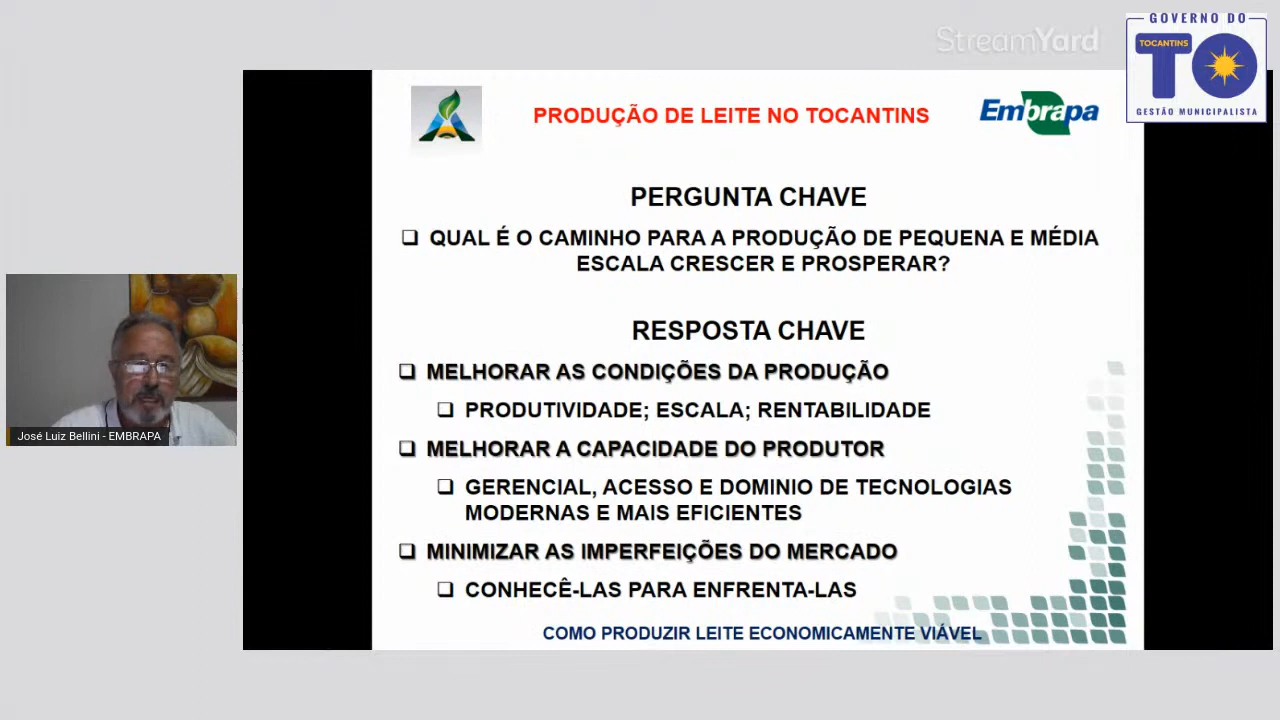 StreamYard
GOVERNO DO
TOCANTINS
TO
GESTÃO MUNICIPALISTA
PRODUÇÃO DE LEITE NO TOCANTINS
Embrapa
PERGUNTA CHAVE
❑ QUAL É O CAMINHO PARA A PRODUÇÃO DE PEQUENA E MÉDIA
ESCALA CRESCER E PROSPERAR?
RESPOSTA CHAVE
❑ MELHORAR AS CONDIÇÕES DA PRODUÇÃO
❑ PRODUTIVIDADE; ESCALA; RENTABILIDADE
❑ MELHORAR A CAPACIDADE DO PRODUTOR
❑ GERENCIAL, ACESSO E DOMINIO DE TECNOLOGIAS
MODERNAS E MAIS EFICIENTES
❑ MINIMIZAR AS IMPERFEIÇÕES DO MERCADO
❑ CONHECÊ-LAS PARA ENFRENTA-LAS
COMO PRODUZIR LEITE ECONOMICAMENTE VIÁVEL
José Luiz Bellini - EMBRAPA